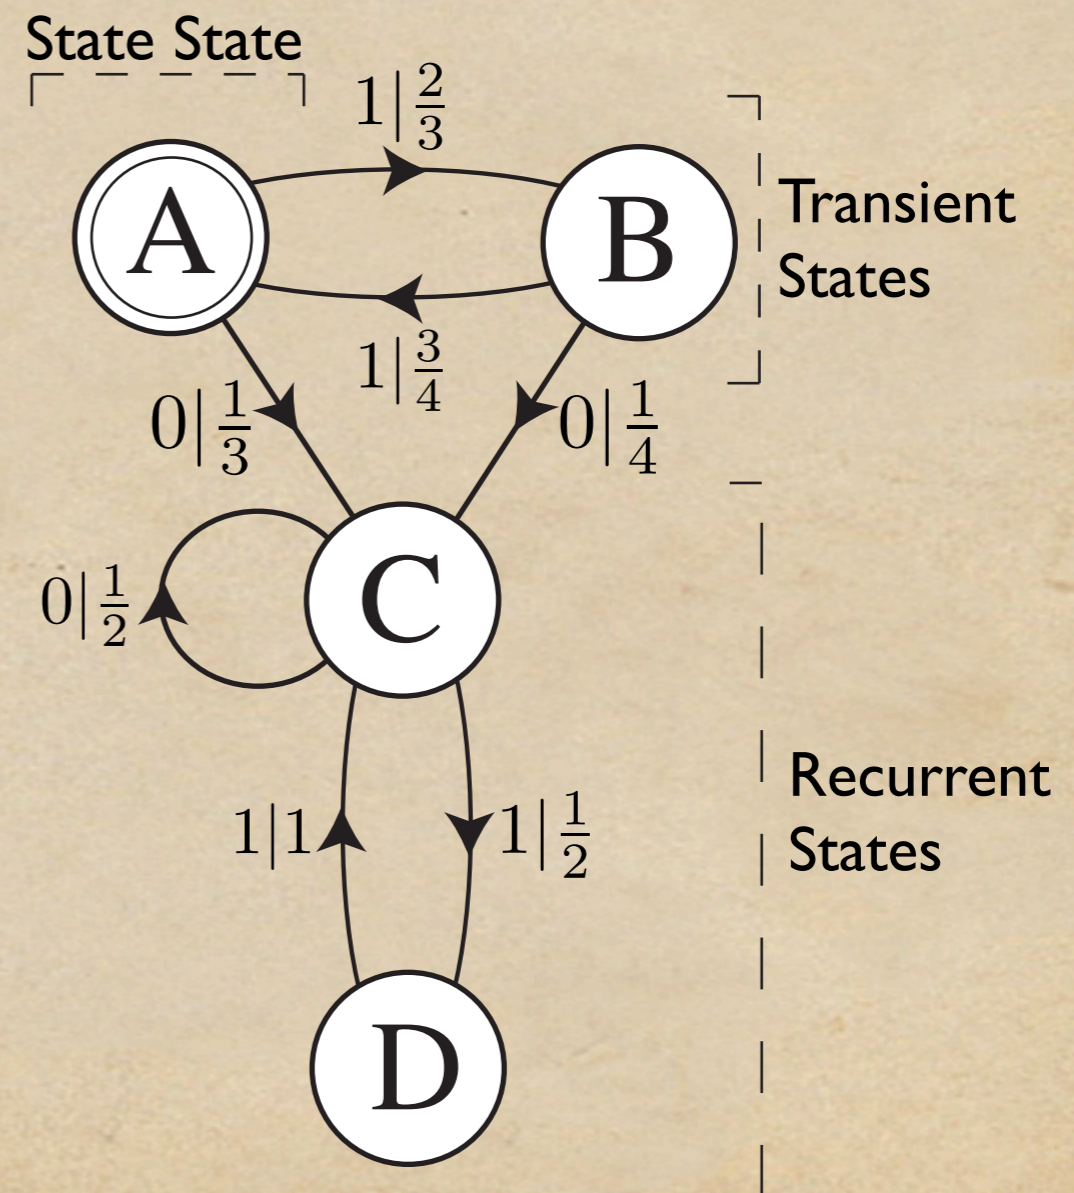 State State
1|2/3
A
B
Transient
States
1|3/4
0|1/3
0|1/4
C
0|1/2
Recurrent
States
1|1
1|1/2
D